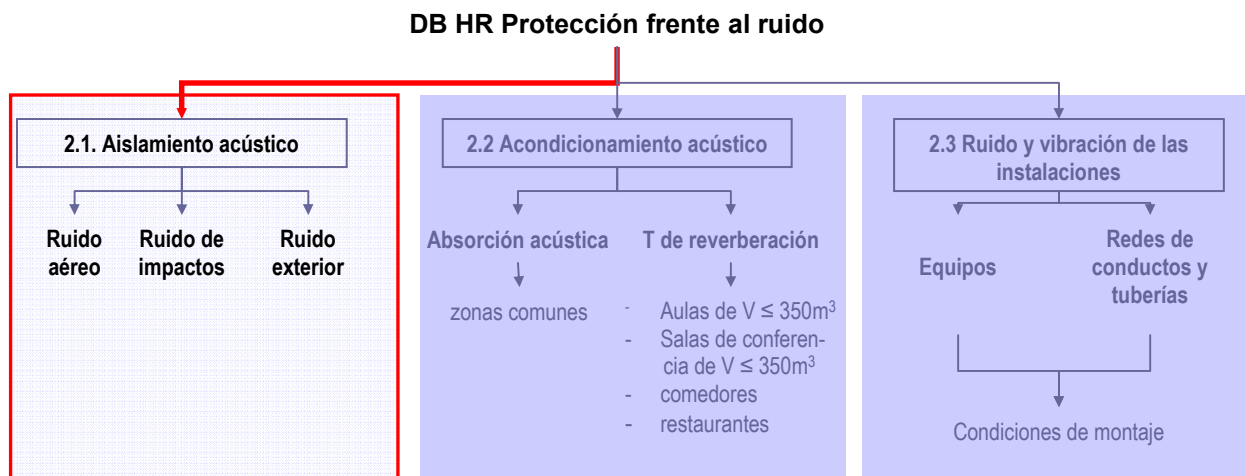 DB HR Protección frente al ruido
2.1. Aislamiento acústico
Ruido
aéreo
Ruido de
impactos
Ruido
exterior
2.2 Acondicionamiento acústico
Absorción acústica
zonas comunes
T de reverberación
- Aulas de V ≤ 350m³
- Salas de conferen-
cia de V ≤ 350m³
- comedores
- restaurantes
2.3 Ruido y vibración de las
instalaciones
Equipos
Redes de
conductos y
tuberías
Condiciones de montaje